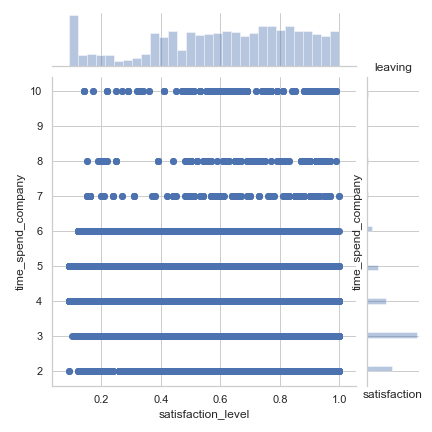 leaving
10
9
8
7
6
5
4
3
2
time_spend_company
time_spend_company
0.2
0.4
0.6
0.8
1.0
satisfaction_level
satisfaction